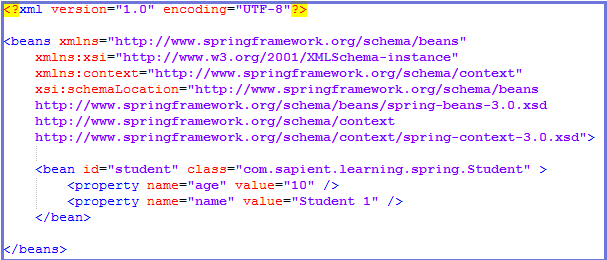 <?xml version="1.0" encoding="UTF-8"?>
<beans xmlns="http://www.springframework.org/schema/beans"
xmlns:xsi="http://www.w3.org/2001/XMLSchema-instance"
xmlns:context="http://www.springframework.org/schema/context"
xsi:schemaLocation="http://www.springframework.org/schema/beans
http://www.springframework.org/schema/beans/spring-beans-3.0.xsd
http://www.springframework.org/schema/context
http://www.springframework.org/schema/context/spring-context-3.0.xsd">
<bean id="student" class="com.sapient.learning.spring.Student" >
<property name="age" value="10" />
<property name="name" value="Student 1" />
</bean>
</beans>